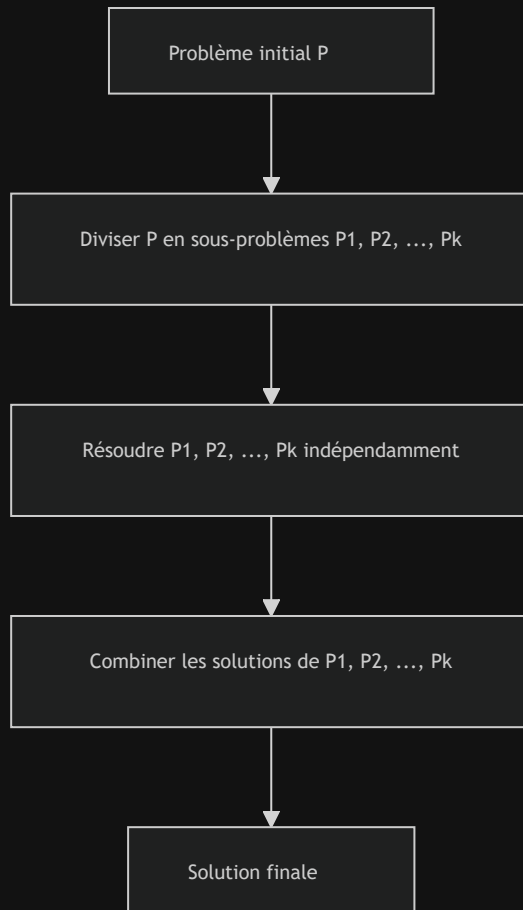 Problème initial P
Diviser P en sous-problèmes P1, P2, ..., Pk
Résoudre P1, P2, ..., Pk indépendamment
Combiner les solutions de P1, P2, ..., Pk
Solution finale